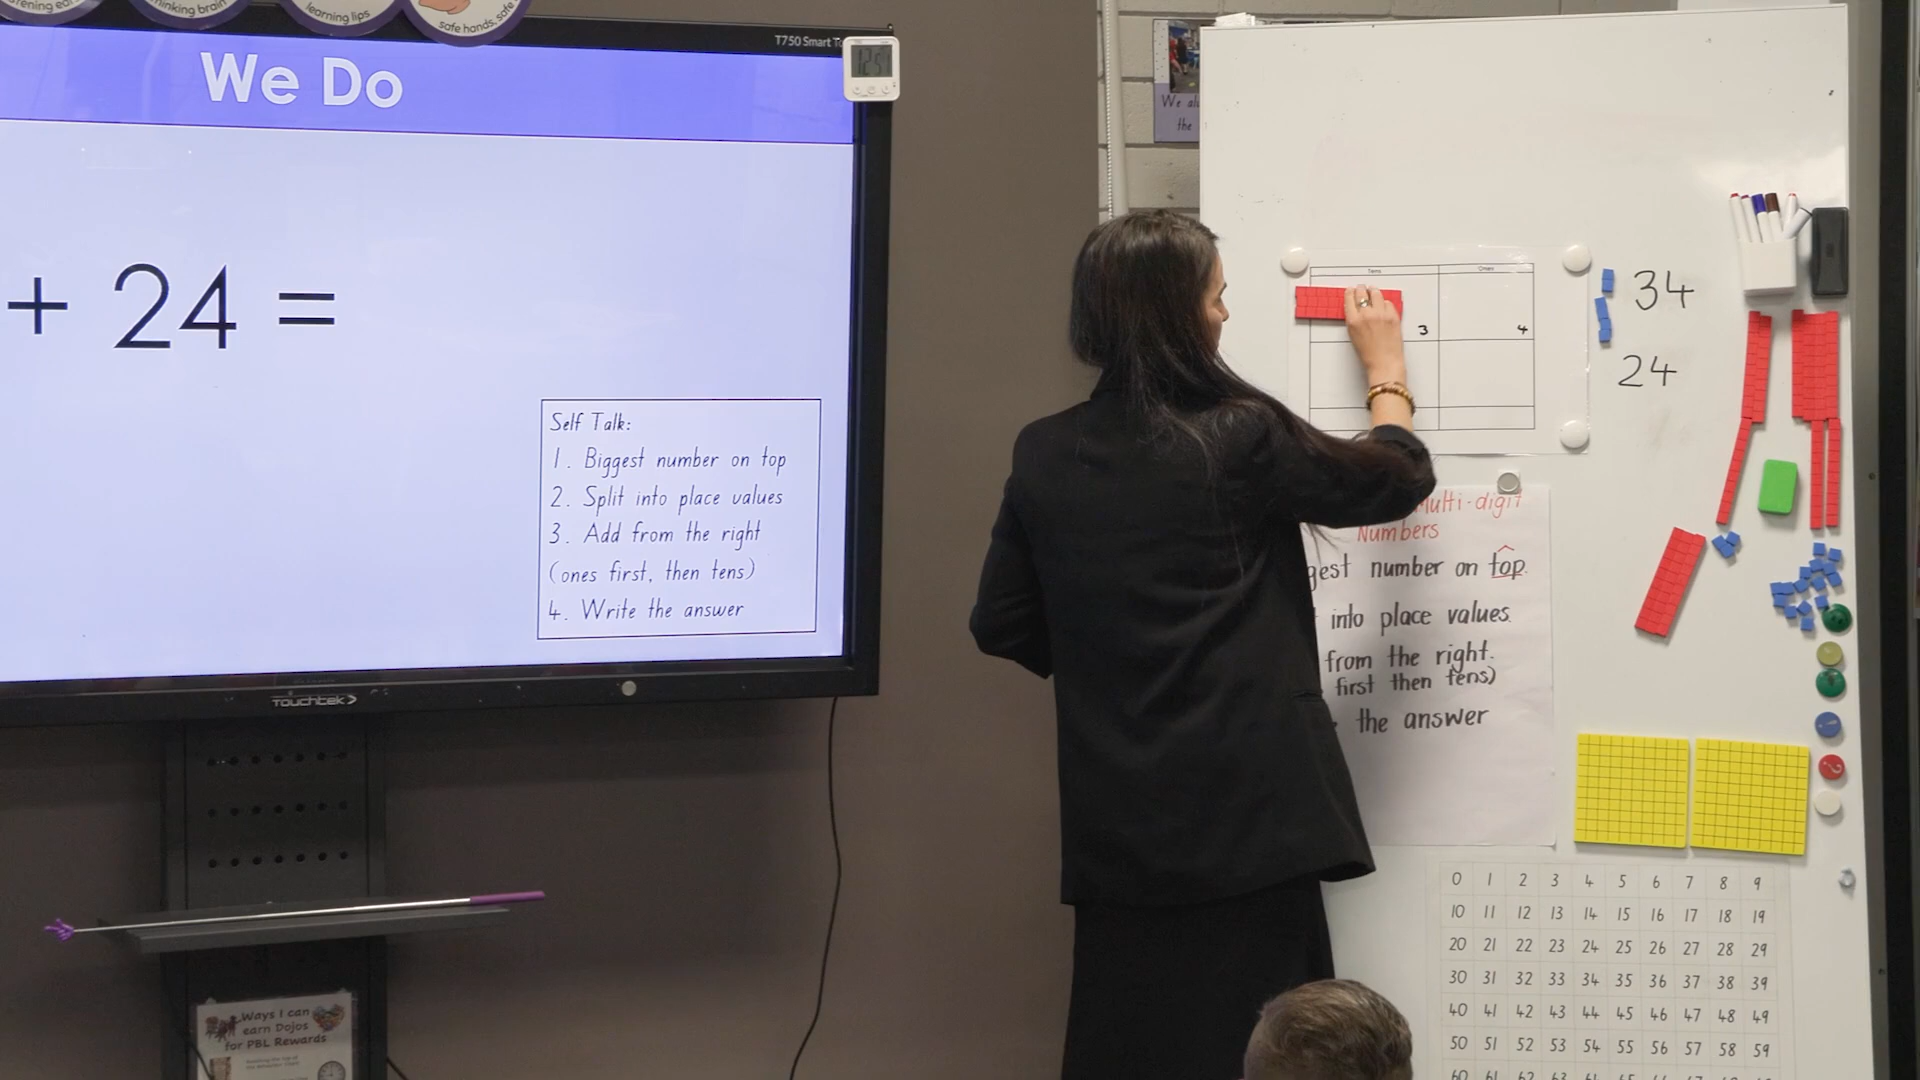 learning lips
T750 Smart
We Do
+ 24 =
Self Talk:
1. Biggest number on top
2. Split into place values
3. Add from the right
(ones first, then tens)
4. Write the answer
Touchtek
Ways I can
earn Dojos
for PBL Rewards
We
the
Tens Ones
3 4
34
24
multi-digit
Numbers
number on top.
into place values.
from the right.
first then tens)
the answer
0 1 2 3 4 5 6 7 8 9
10 11 12 13 14 15 16 17 18 19
20 21 22 23 24 25 26 27 28 29
30 31 32 33 34 35 36 37 38 39
40 41 42 43 44 45 46 47 48 49
50 51 52 53 54 55 56 57 58 59